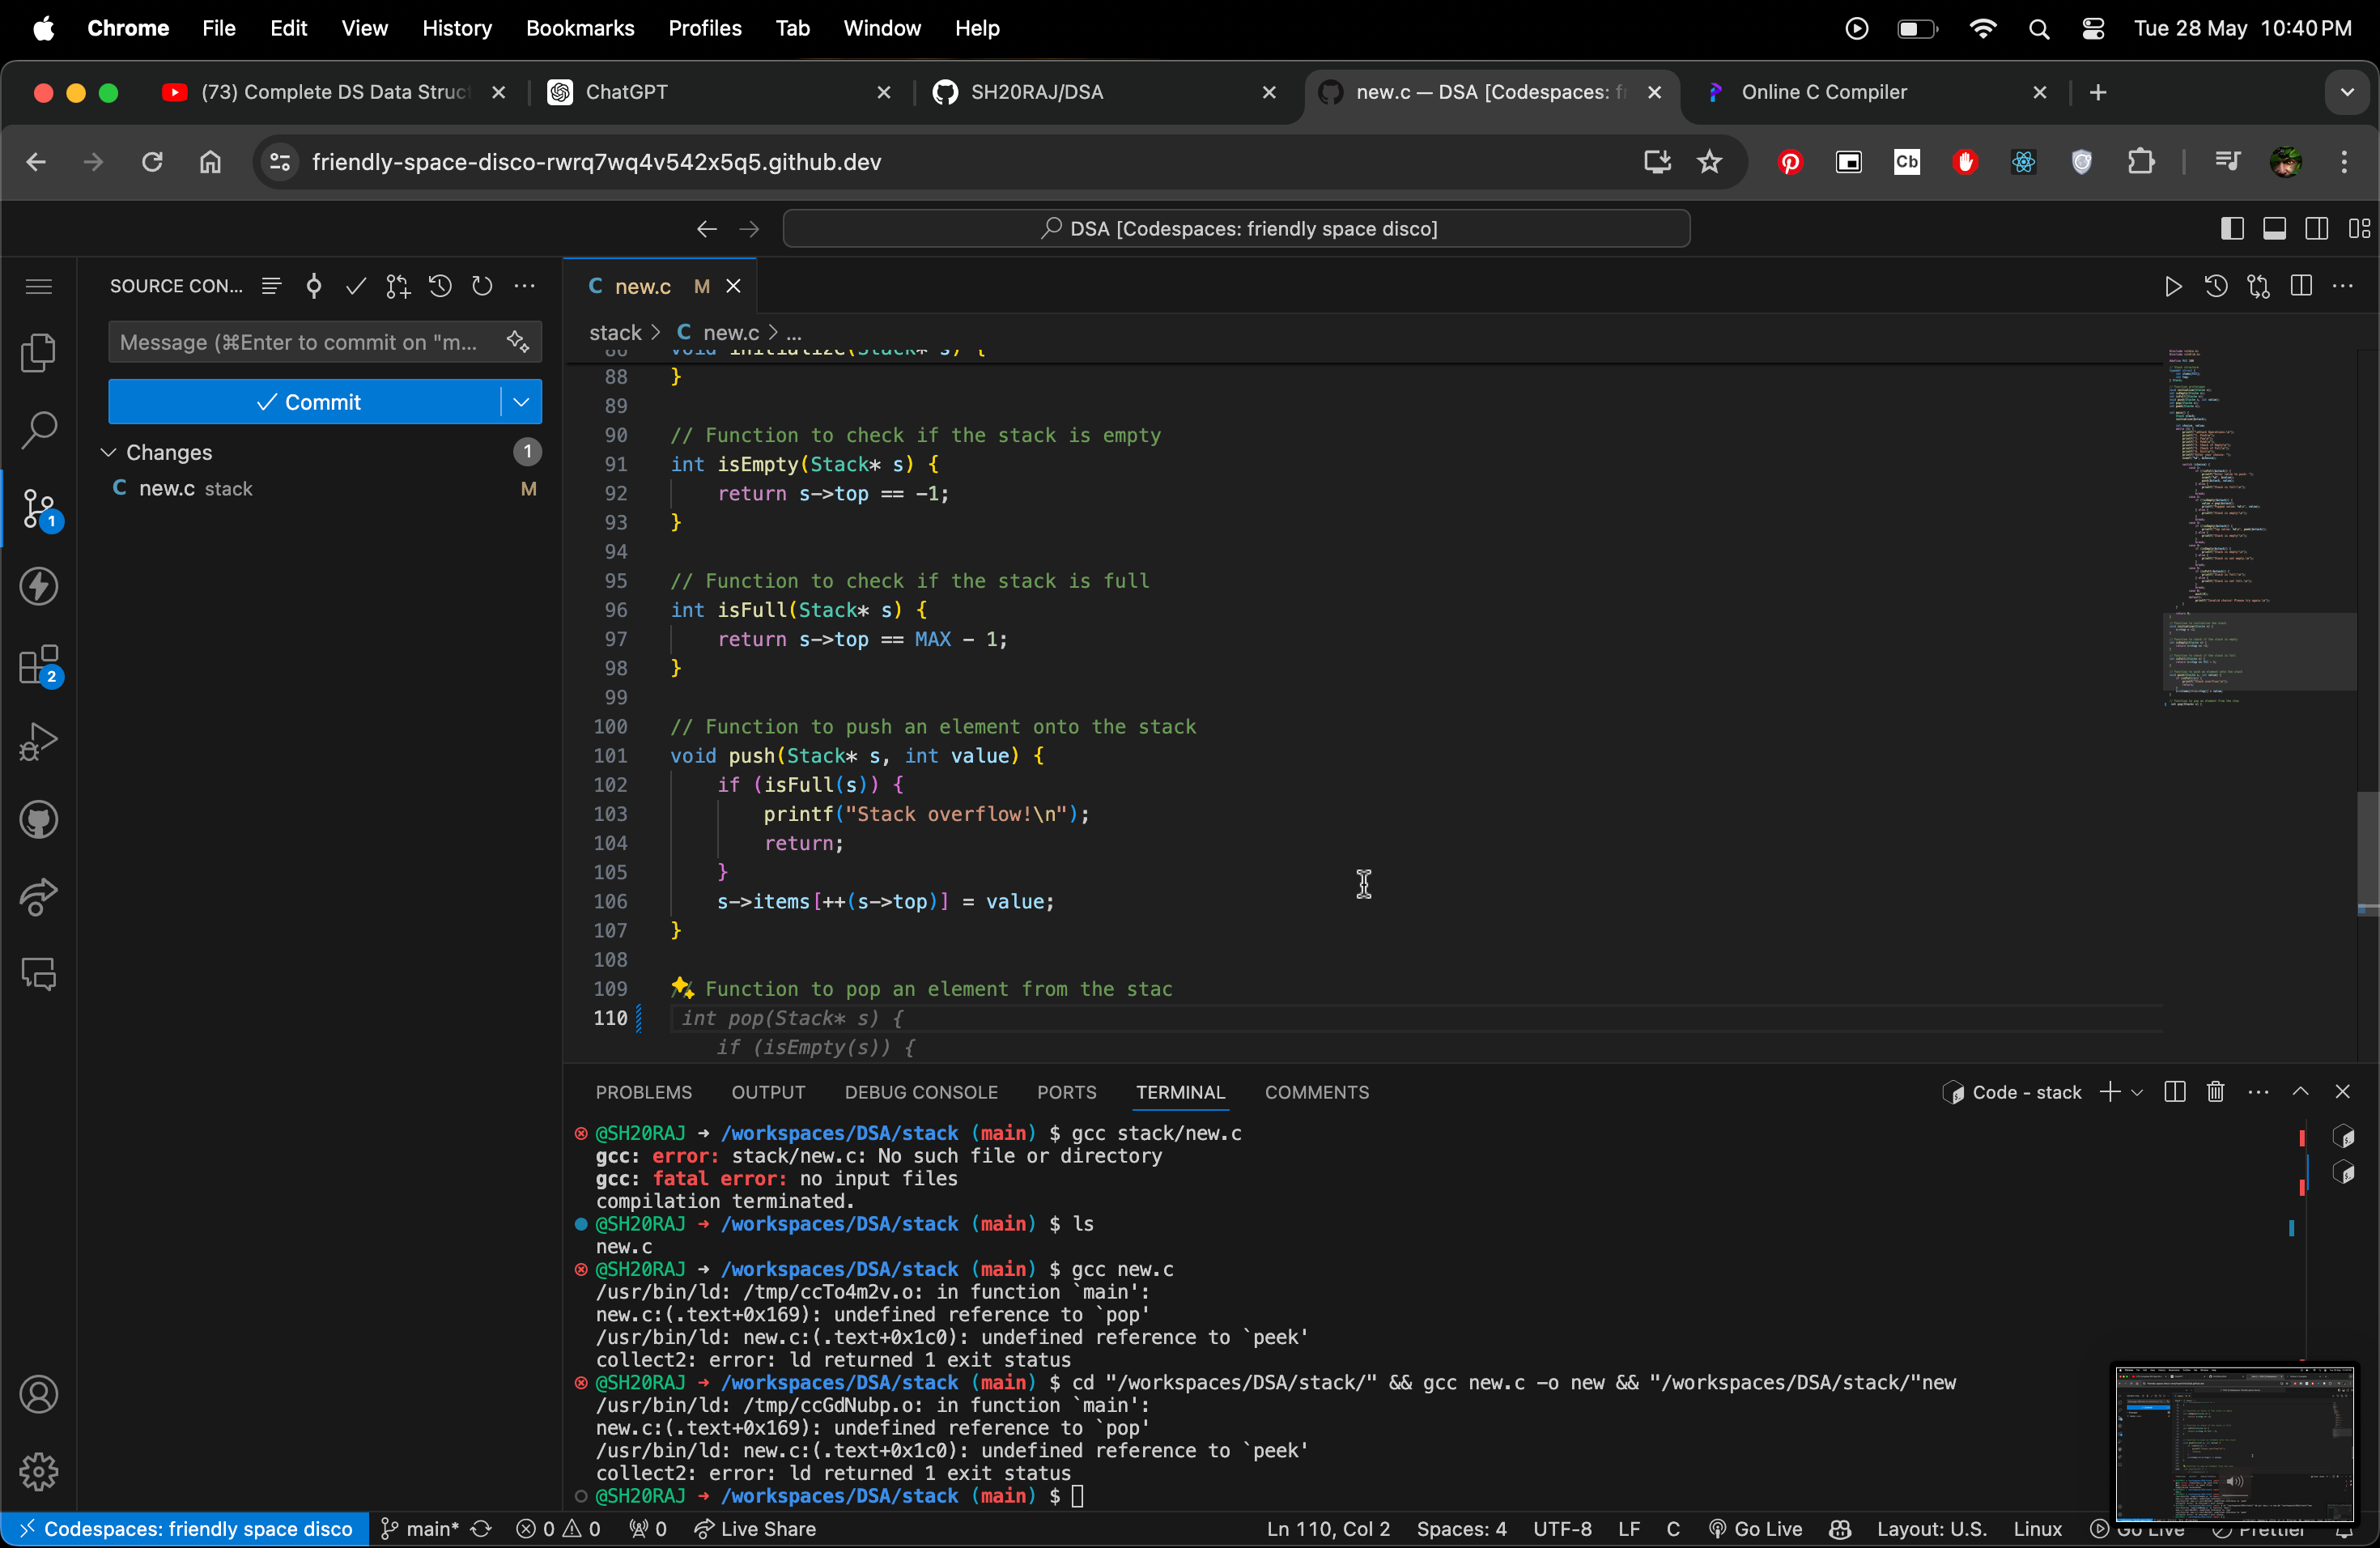 Chrome File Edit View History Bookmarks Profiles Tab Window Help Tue 28 May 10:40 PM
(73) Complete DS Data Struct ChatGPT SH20RAJ/DSA new.c — DSA [Codespaces: fr Online C Compiler
friendly-space-disco-rwrq7wq4v542x5q5.github.dev Cb
DSA [Codespaces: friendly space disco]
SOURCE CON...
C new.c M
Message (⌘Enter to commit on "m...
stack > C new.c > ...
Commit
Changes 1
C new.c stack M
1
2
86 void initialize(Stack* s) {
88 }
89
90 // Function to check if the stack is empty
91 int isEmpty(Stack* s) {
92 return s->top == -1;
93 }
94
95 // Function to check if the stack is full
96 int isFull(Stack* s) {
97 return s->top == MAX - 1;
98 }
99
100 // Function to push an element onto the stack
101 void push(Stack* s, int value) {
102 if (isFull(s)) {
103 printf("Stack overflow!\n");
104 return;
105 }
106 s->items[++(s->top)] = value;
107 }
108
109 Function to pop an element from the stac
110 int pop(Stack* s) {
if (isEmpty(s)) {
PROBLEMS OUTPUT DEBUG CONSOLE PORTS TERMINAL COMMENTS Code - stack
@SH20RAJ → /workspaces/DSA/stack (main) $ gcc stack/new.c
gcc: error: stack/new.c: No such file or directory
gcc: fatal error: no input files
compilation terminated.
@SH20RAJ → /workspaces/DSA/stack (main) $ ls
new.c
@SH20RAJ → /workspaces/DSA/stack (main) $ gcc new.c
/usr/bin/ld: /tmp/ccTo4m2v.o: in function `main':
new.c:(.text+0x169): undefined reference to `pop'
/usr/bin/ld: new.c:(.text+0x1c0): undefined reference to `peek'
collect2: error: ld returned 1 exit status
@SH20RAJ → /workspaces/DSA/stack (main) $ cd "/workspaces/DSA/stack/" && gcc new.c -o new && "/workspaces/DSA/stack/"new
/usr/bin/ld: /tmp/ccGdNubp.o: in function `main':
new.c:(.text+0x169): undefined reference to `pop'
/usr/bin/ld: new.c:(.text+0x1c0): undefined reference to `peek'
collect2: error: ld returned 1 exit status
@SH20RAJ → /workspaces/DSA/stack (main) $
Codespaces: friendly space disco main* 0 0 0 Live Share Ln 110, Col 2 Spaces: 4 UTF-8 LF C Go Live Layout: U.S. Linux Go Live Prettier